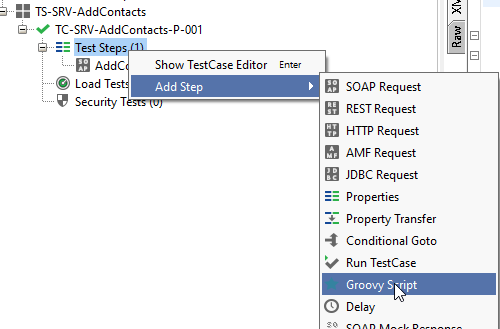 TS-SRV-AddContacts
TC-SRV-AddContacts-P-001
Test Steps (1)
Show TestCase Editor Enter
Add Step
Load Tests
Security Tests (0)
SOAP Request
REST Request
HTTP Request
AMF Request
JDBC Request
Properties
Property Transfer
Conditional Goto
Run TestCase
Groovy Script
Delay
SOAP Mock Response
Raw